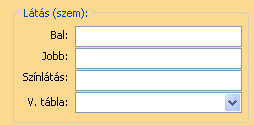 Látás (szem):
Bal:
Jobb:
Színlátás:
V. tábla: